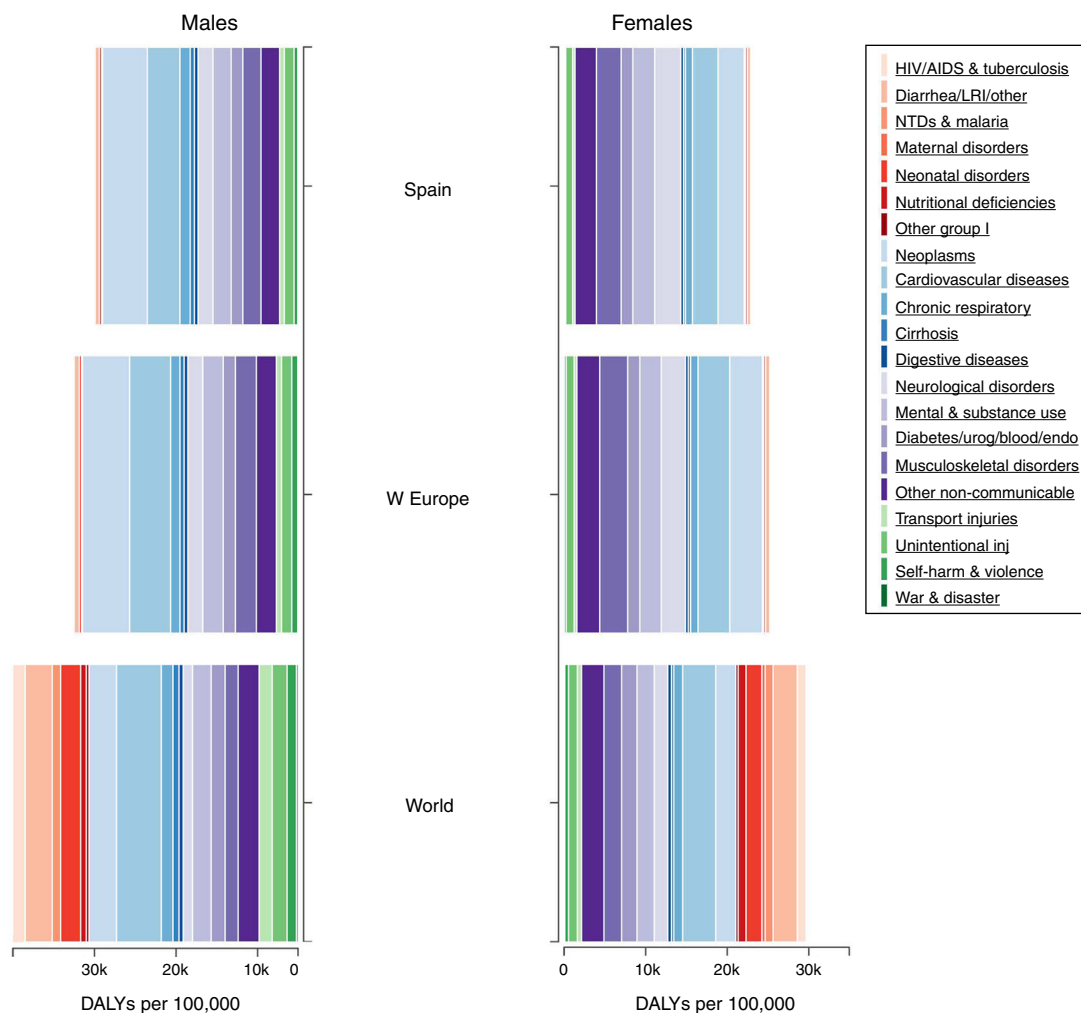 Males
Females
HIV/AIDS & tuberculosis
Diarrhea/LRI/other
NTDs & malaria
Maternal disorders
Neonatal disorders
Nutritional deficiencies
Other group I
Neoplasms
Cardiovascular diseases
Chronic respiratory
Cirrhosis
Digestive diseases
Neurological disorders
Mental & substance use
Diabetes/urog/blood/endo
Musculoskeletal disorders
Other non-communicable
Transport injuries
Unintentional inj
Self-harm & violence
War & disaster
Spain
W Europe
World
30k 20k 10k 0
0 10k 20k 30k
DALYs per 100,000
DALYs per 100,000